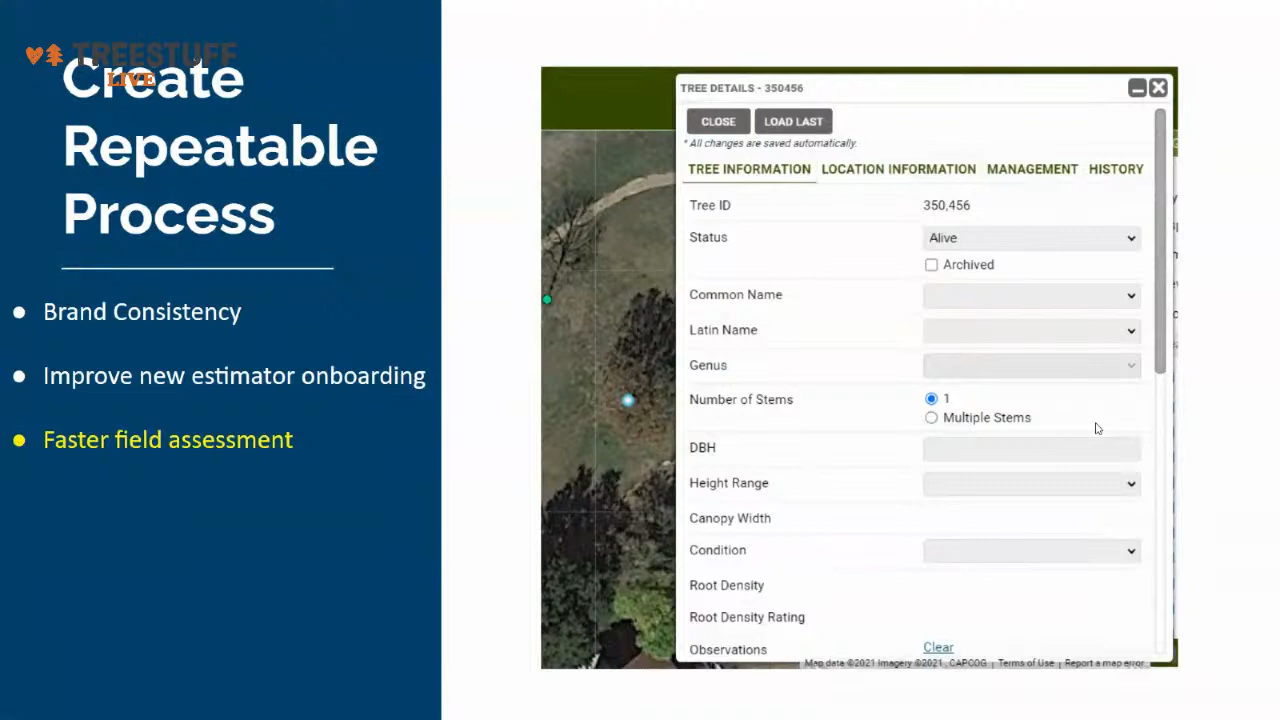 TREESTUFF
LIVE
Create
Repeatable
Process
Brand Consistency
Improve new estimator onboarding
Faster field assessment
TREE DETAILS - 350456
CLOSE LOAD LAST
* All changes are saved automatically.
TREE INFORMATION LOCATION INFORMATION MANAGEMENT HISTORY
Tree ID 350,456
Status Alive
Archived
Common Name
Latin Name
Genus
Number of Stems 1
Multiple Stems
DBH
Height Range
Canopy Width
Condition
Root Density
Root Density Rating
Observations Clear
Map data ©2021 Imagery ©2021 , CAPCOG Terms of Use Report a map error